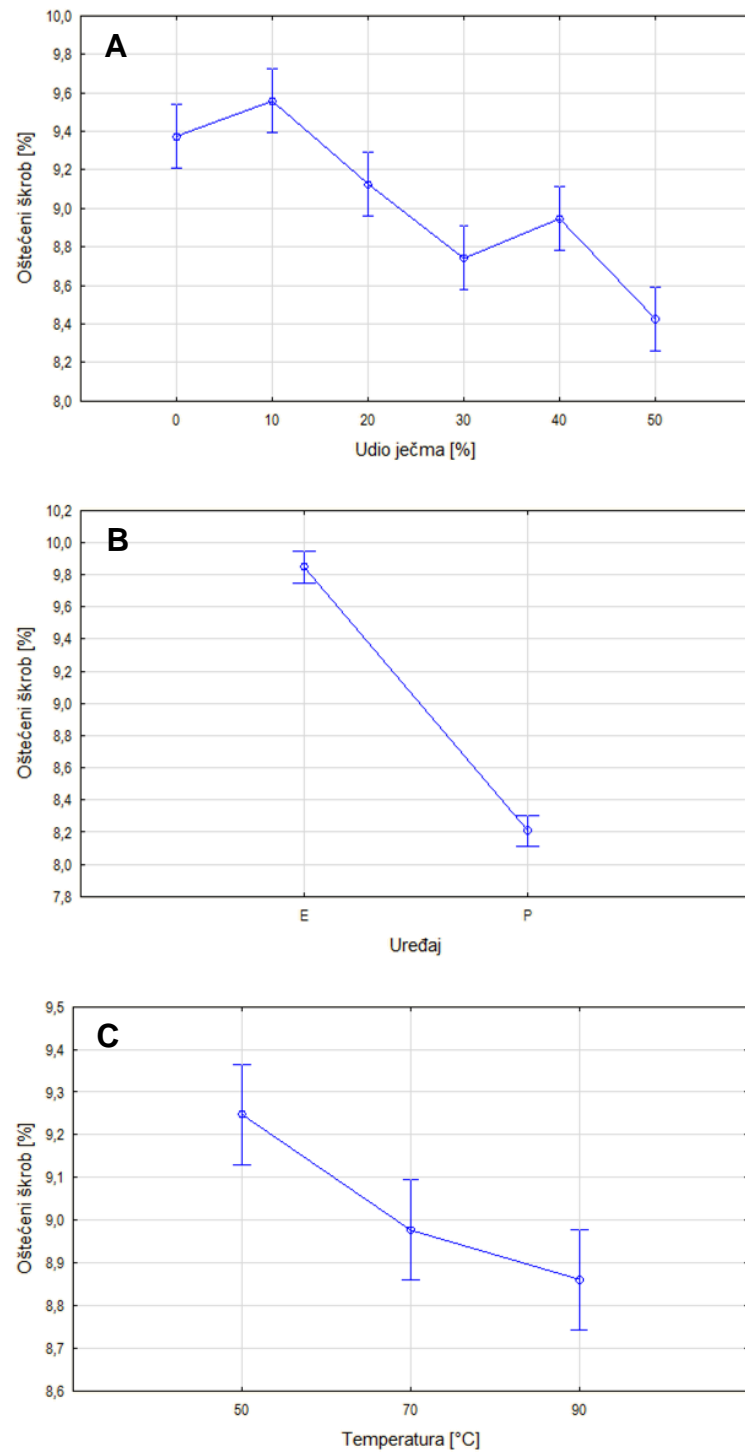 A
10,0
9,8
9,6
9,4
9,2
9,0
8,8
8,6
8,4
8,2
8,0
Oštećeni škrob [%]
0 10 20 30 40 50
Udio ječma [%]
B
10,2
10,0
9,8
9,6
9,4
9,2
9,0
8,8
8,6
8,4
8,2
8,0
7,8
Oštećeni škrob [%]
E P
Uređaj
C
9,5
9,4
9,3
9,2
9,1
9,0
8,9
8,8
8,7
8,6
Oštećeni škrob [%]
50 70 90
Temperatura [°C]